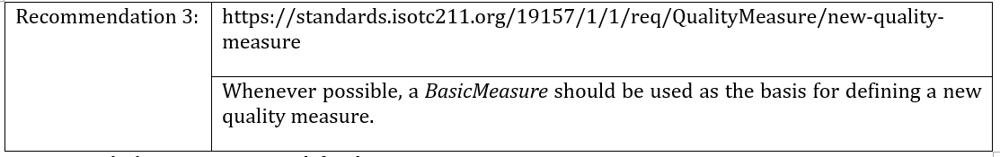 Recommendation 3:
https://standards.isotc211.org/19157/1/1/req/QualityMeasure/new-quality-
measure
Whenever possible, a BasicMeasure should be used as the basis for defining a new
quality measure.